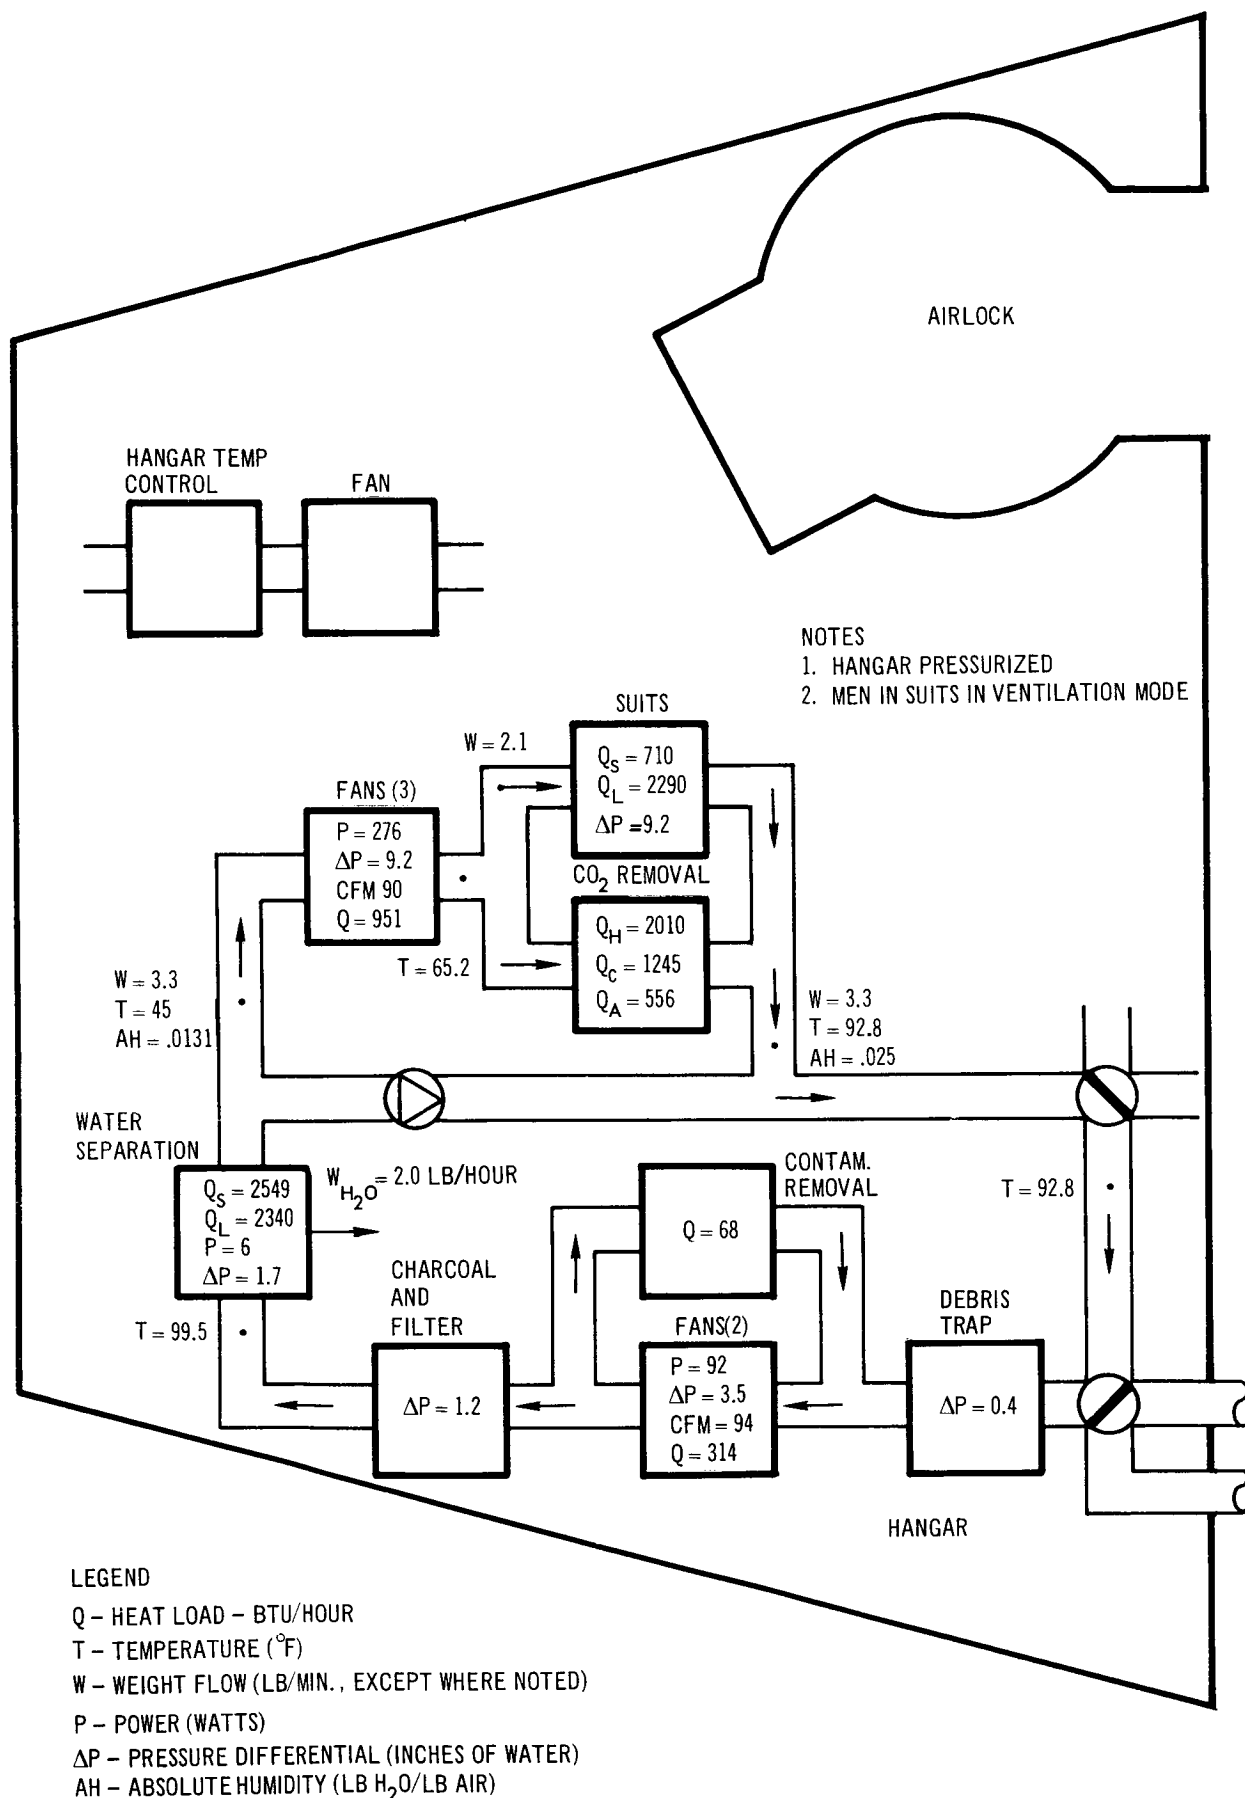 AIRLOCK
HANGAR TEMP
CONTROL
FAN
NOTES
1. HANGAR PRESSURIZED
2. MEN IN SUITS IN VENTILATION MODE
SUITS
W = 2.1
Q_S = 710
Q_L = 2290
ΔP = 9.2
FANS (3)
P = 276
ΔP = 9.2
CFM 90
Q = 951
CO₂ REMOVAL
Q_H = 2010
Q_C = 1245
Q_A = 556
T = 65.2
W = 3.3
T = 45
AH = .0131
W = 3.3
T = 92.8
AH = .025
WATER
SEPARATION
Q_S = 2549
Q_L = 2340
P = 6
ΔP = 1.7
W_H₂O = 2.0 LB/HOUR
CONTAM.
REMOVAL
Q = 68
T = 92.8
CHARCOAL
AND
FILTER
ΔP = 1.2
T = 99.5
FANS(2)
P = 92
ΔP = 3.5
CFM = 94
Q = 314
DEBRIS
TRAP
ΔP = 0.4
HANGAR
LEGEND
Q – HEAT LOAD – BTU/HOUR
T – TEMPERATURE (°F)
W – WEIGHT FLOW (LB/MIN., EXCEPT WHERE NOTED)
P – POWER (WATTS)
ΔP – PRESSURE DIFFERENTIAL (INCHES OF WATER)
AH – ABSOLUTE HUMIDITY (LB H₂O/LB AIR)